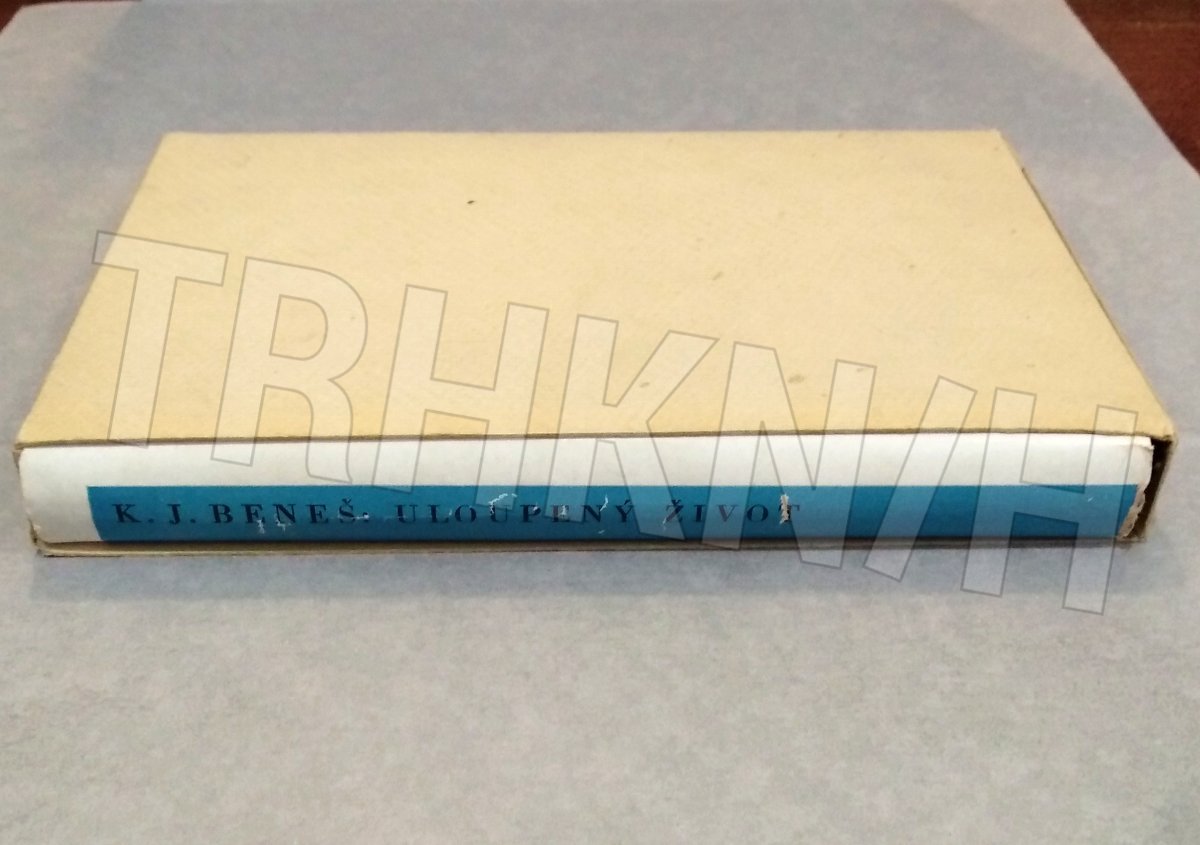 TRHKNIH
K. J. BENEŠ: ULOUPENÝ ŽIVOT